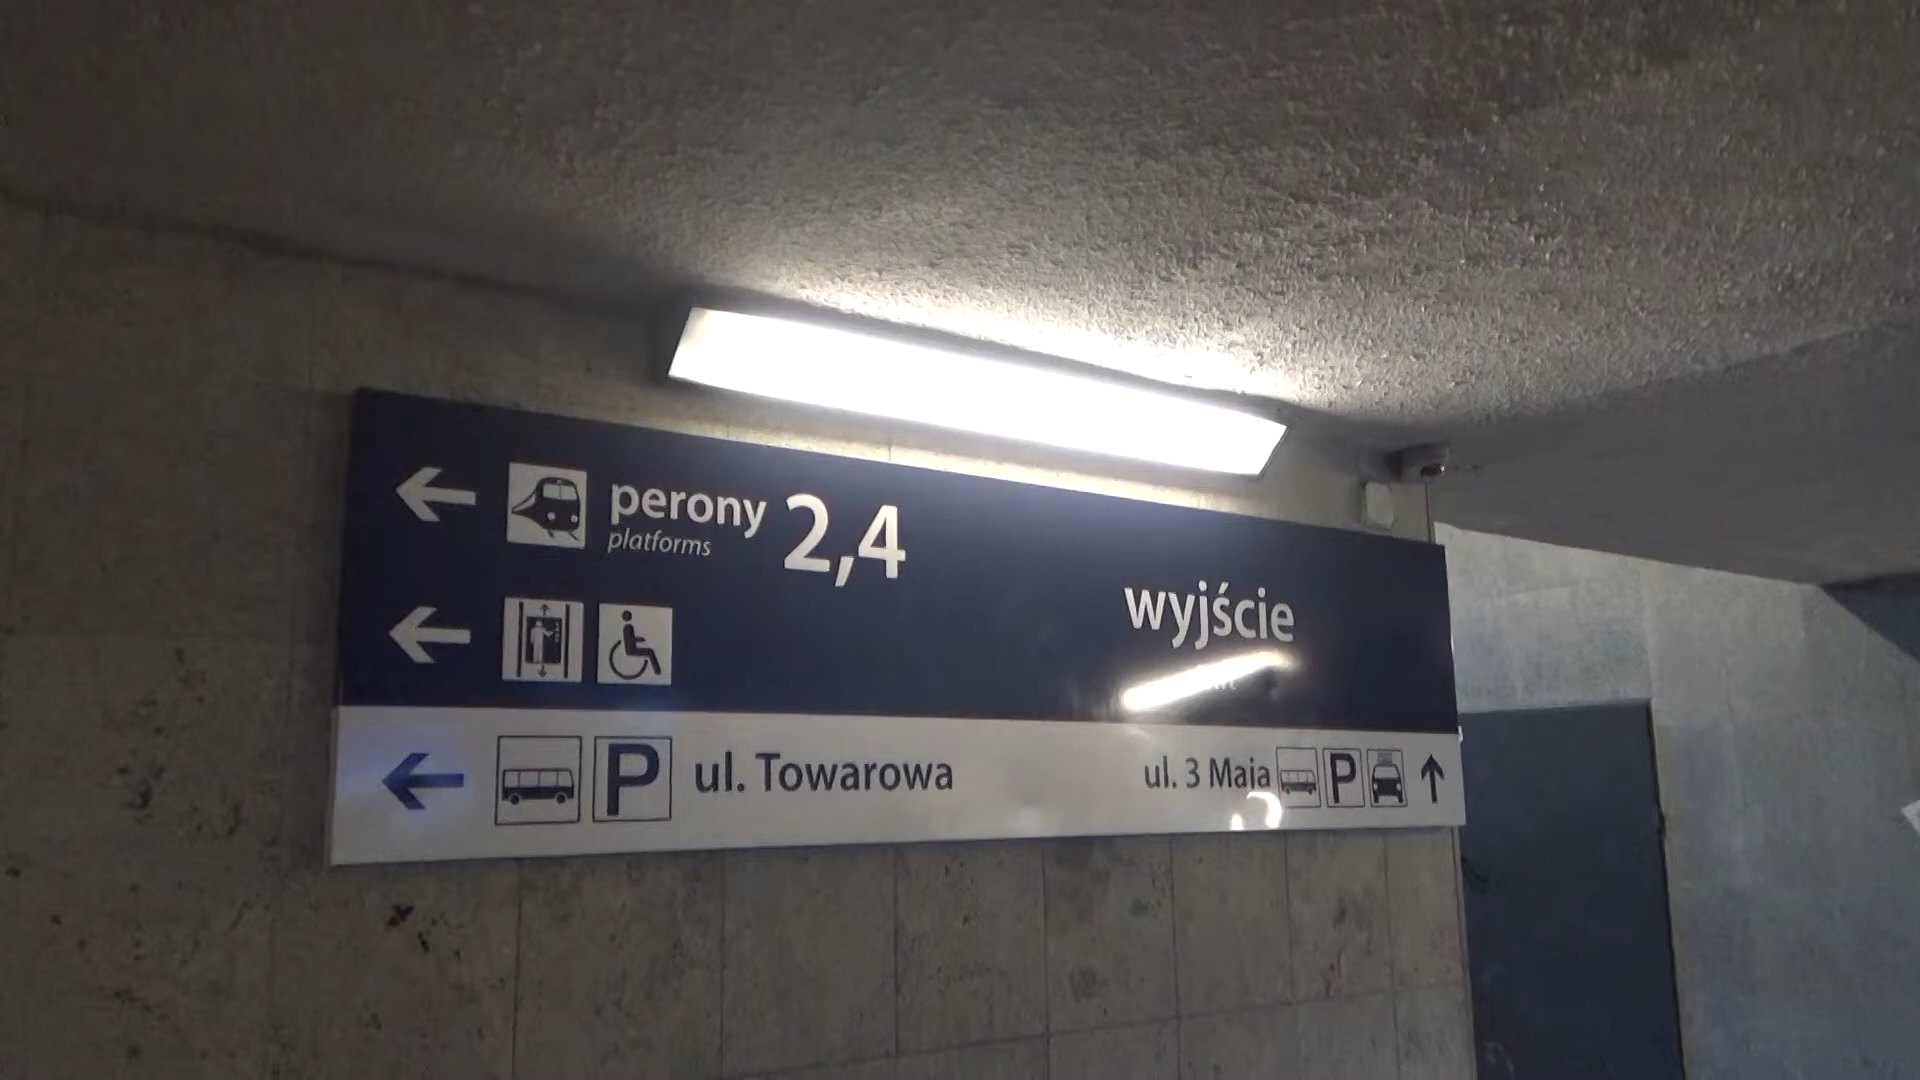 perony 2,4
platforms
wyjście
P ul. Towarowa
ul. 3 Maja P